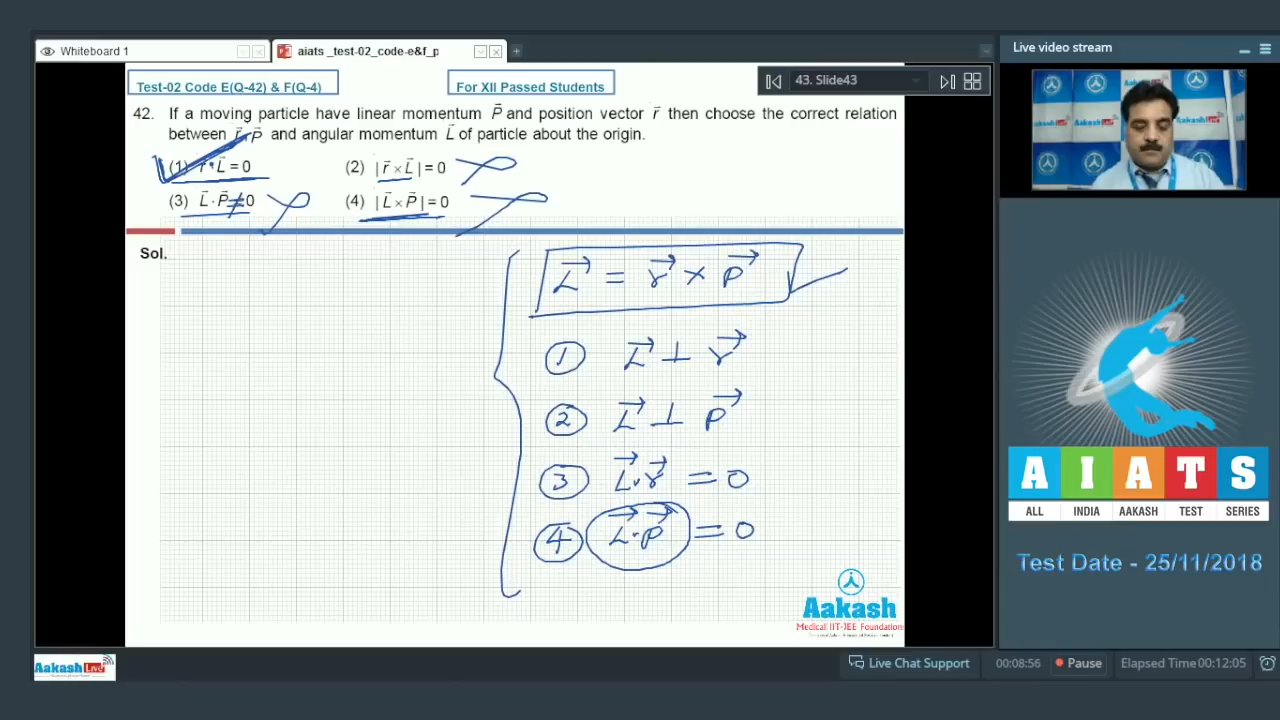 Whiteboard 1
aiats _test-02_code-e&f_p
Live video stream
Test-02 Code E(Q-42) & F(Q-4)
For XII Passed Students
43. Slide43
42. If a moving particle have linear momentum P⃗ and position vector r⃗ then choose the correct relation
between r⃗, P⃗ and angular momentum L⃗ of particle about the origin.
(1) r⃗ · L⃗ = 0
(2) | r⃗ × L⃗ | = 0
(3) L⃗ · P⃗ ≠ 0
(4) | L⃗ × P⃗ | = 0
Sol.
L⃗ = r⃗ × P⃗
① L⃗ ⊥ r⃗
② L⃗ ⊥ P⃗
③ L⃗ · r⃗ = 0
④ L⃗ · P⃗ = 0
AakashLive
A I A T S
ALL INDIA AAKASH TEST SERIES
Test Date - 25/11/2018
Aakash
Medical IIT-JEE Foundations
Aakash Live
Live Chat Support
00:08:56
Pause
Elapsed Time 00:12:05